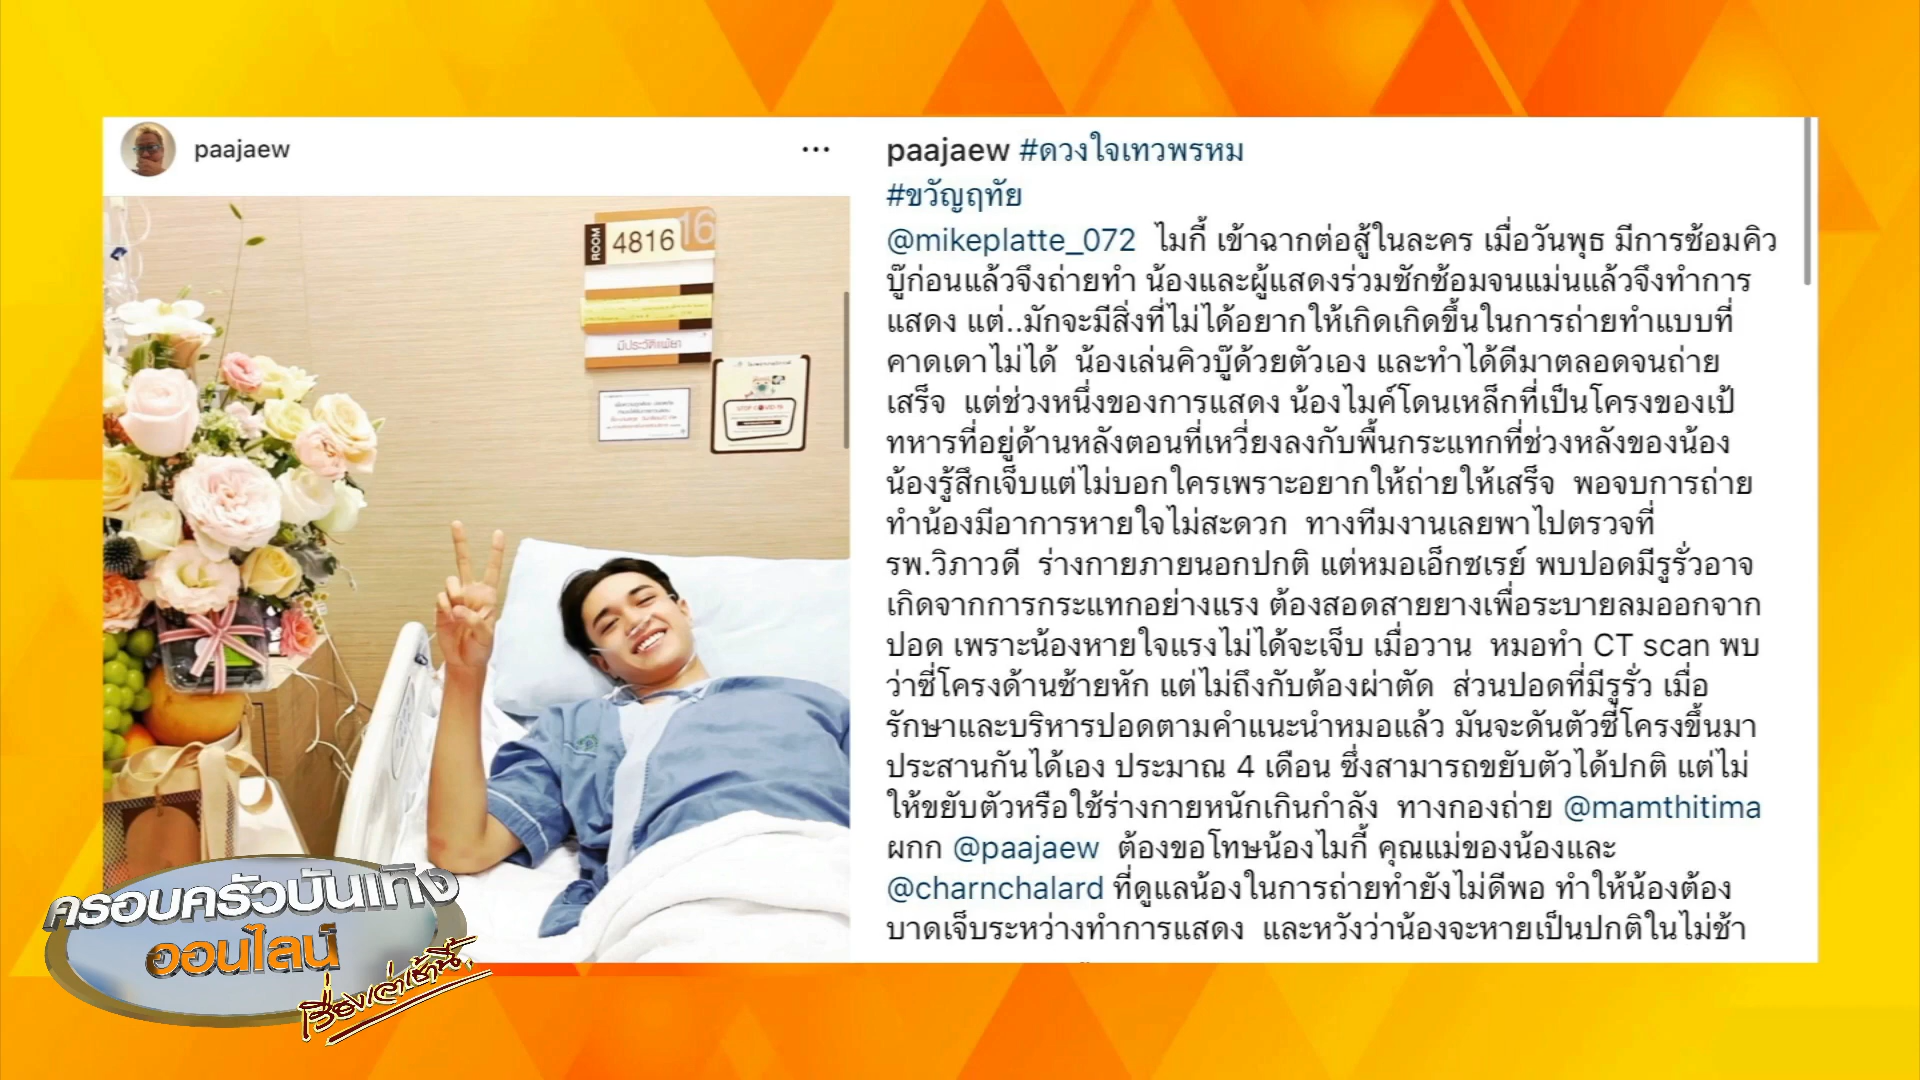 paajaew
...
ROOM 4816
16
มีประวัติแพ้ยา
STOP COVID-19
paajaew #ดวงใจเทวพรหม
#ขวัญฤทัย
@mikeplatte_072 ไมกี้ เข้าฉากต่อสู้ในละคร เมื่อวันพุธ มีการซ้อมคิว
บู๊ก่อนแล้วจึงถ่ายทำ น้องและผู้แสดงร่วมซักซ้อมจนแม่นแล้วจึงทำการ
แสดง แต่..มักจะมีสิ่งที่ไม่ได้อยากให้เกิดเกิดขึ้นในการถ่ายทำแบบที่
คาดเดาไม่ได้ น้องเล่นคิวบู๊ด้วยตัวเอง และทำได้ดีมาตลอดจนถ่าย
เสร็จ แต่ช่วงหนึ่งของการแสดง น้องไมค์โดนเหล็กที่เป็นโครงของเป้
ทหารที่อยู่ด้านหลังตอนที่เหวี่ยงลงกับพื้นกระแทกที่ช่วงหลังของน้อง
น้องรู้สึกเจ็บแต่ไม่บอกใครเพราะอยากให้ถ่ายให้เสร็จ พอจบการถ่าย
ทำน้องมีอาการหายใจไม่สะดวก ทางทีมงานเลยพาไปตรวจที่
รพ.วิภาวดี ร่างกายภายนอกปกติ แต่หมอเอ็กซเรย์ พบปอดมีรูรั่วอาจ
เกิดจากการกระแทกอย่างแรง ต้องสอดสายยางเพื่อระบายลมออกจาก
ปอด เพราะน้องหายใจแรงไม่ได้จะเจ็บ เมื่อวาน หมอทำ CT scan พบ
ว่าซี่โครงด้านซ้ายหัก แต่ไม่ถึงกับต้องผ่าตัด ส่วนปอดที่มีรูรั่ว เมื่อ
รักษาและบริหารปอดตามคำแนะนำหมอแล้ว มันจะดันตัวซี่โครงขึ้นมา
ประสานกันได้เอง ประมาณ 4 เดือน ซึ่งสามารถขยับตัวได้ปกติ แต่ไม่
ให้ขยับตัวหรือใช้ร่างกายหนักเกินกำลัง ทางกองถ่าย @mamthitima
ผกก @paajaew ต้องขอโทษน้องไมกี้ คุณแม่ของน้องและ
@charnchalard ที่ดูแลน้องในการถ่ายทำยังไม่ดีพอ ทำให้น้องต้อง
บาดเจ็บระหว่างทำการแสดง และหวังว่าน้องจะหายเป็นปกติในไม่ช้า
ครอบครัวบันเทิง
ออนไลน์
เรื่องเล่าเช้านี้